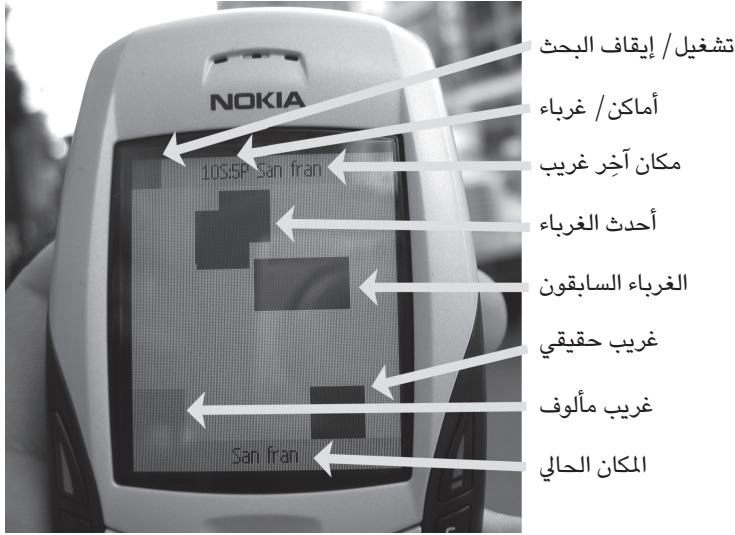 تشغيل/ إيقاف البحث
NOKIA
أماكن/ غرباء
10S:5P San fran
مكان آخِر غريب
أحدث الغرباء
الغرباء السابقون
غريب حقيقي
غريب مألوف
San fran
المكان الحالي